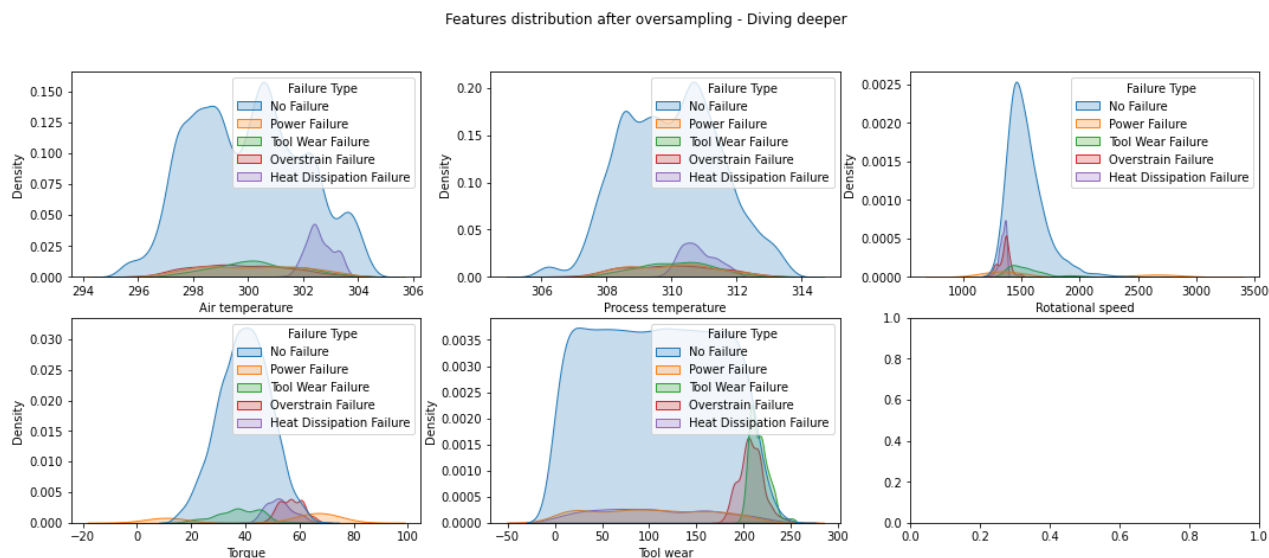 Features distribution after oversampling - Diving deeper
Density
0.150
0.125
0.100
0.075
0.050
0.025
0.000
Failure Type
No Failure
Power Failure
Tool Wear Failure
Overstrain Failure
Heat Dissipation Failure
294 296 298 300 302 304 306
Air temperature
Density
0.20
0.15
0.10
0.05
0.00
Failure Type
No Failure
Power Failure
Tool Wear Failure
Overstrain Failure
Heat Dissipation Failure
306 308 310 312 314
Process temperature
Density
0.0025
0.0020
0.0015
0.0010
0.0005
0.0000
Failure Type
No Failure
Power Failure
Tool Wear Failure
Overstrain Failure
Heat Dissipation Failure
1000 1500 2000 2500 3000 3500
Rotational speed
Density
0.030
0.025
0.020
0.015
0.010
0.005
0.000
Failure Type
No Failure
Power Failure
Tool Wear Failure
Overstrain Failure
Heat Dissipation Failure
−20 0 20 40 60 80 100
Torque
Density
0.0035
0.0030
0.0025
0.0020
0.0015
0.0010
0.0005
0.0000
Failure Type
No Failure
Power Failure
Tool Wear Failure
Overstrain Failure
Heat Dissipation Failure
−50 0 50 100 150 200 250 300
Tool wear
1.0
0.8
0.6
0.4
0.2
0.0
0.0 0.2 0.4 0.6 0.8 1.0